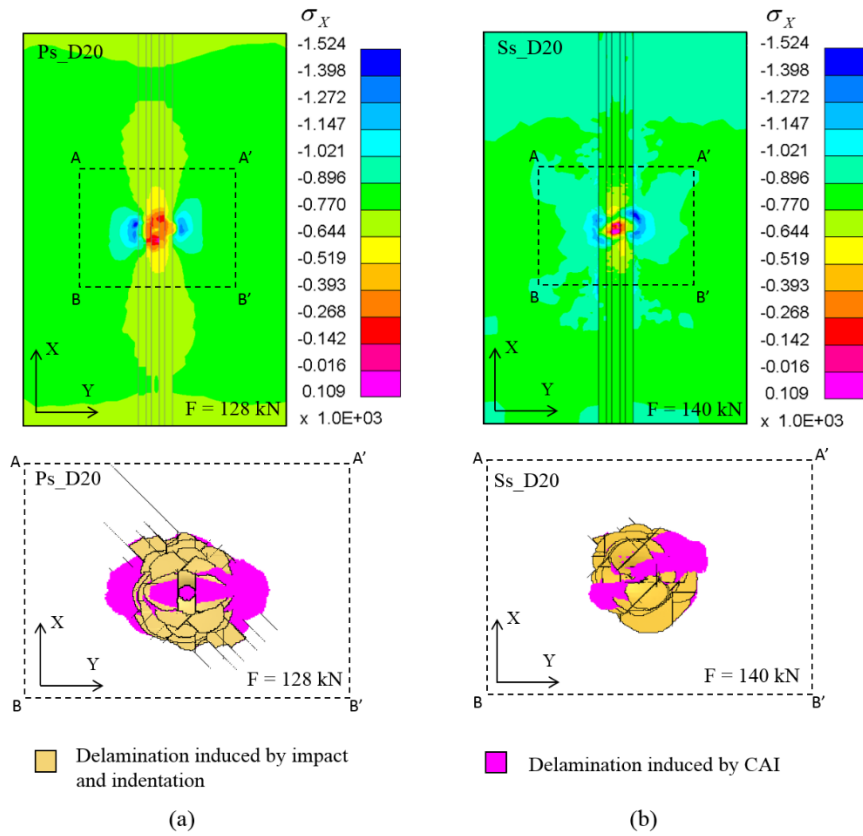 σ_X
σ_X
Ps_D20
-1.524
-1.398
-1.272
-1.147
-1.021
-0.896
-0.770
-0.644
-0.519
-0.393
-0.268
-0.142
-0.016
0.109
x 1.0E+03
A
A'
B
B'
X
Y
F = 128 kN
Ss_D20
-1.524
-1.398
-1.272
-1.147
-1.021
-0.896
-0.770
-0.644
-0.519
-0.393
-0.268
-0.142
-0.016
0.109
x 1.0E+03
A
A'
B
B'
X
Y
F = 140 kN
A
A'
Ps_D20
X
Y
F = 128 kN
B
B'
A
A'
Ss_D20
X
Y
F = 140 kN
B
B'
Delamination induced by impact
and indentation
Delamination induced by CAI
(a)
(b)